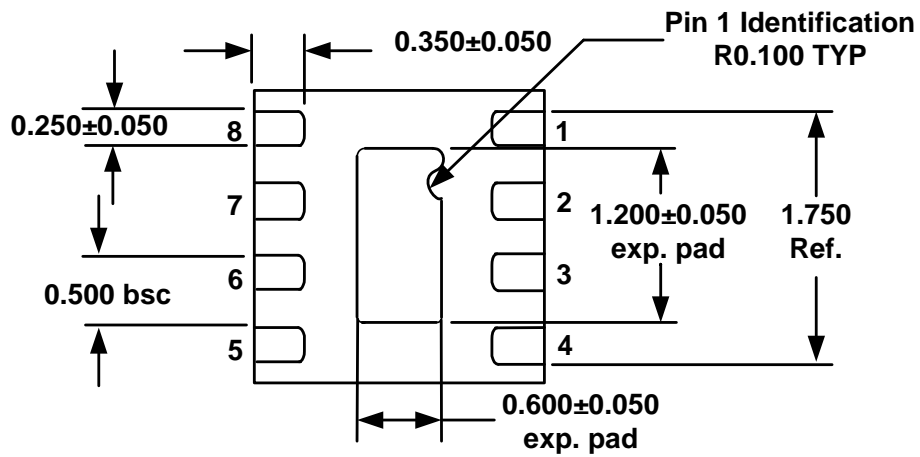 Pin 1 Identification
R0.100 TYP
0.350±0.050
0.250±0.050
8
1
7
2
1.200±0.050
exp. pad
1.750
Ref.
6
3
0.500 bsc
5
4
0.600±0.050
exp. pad